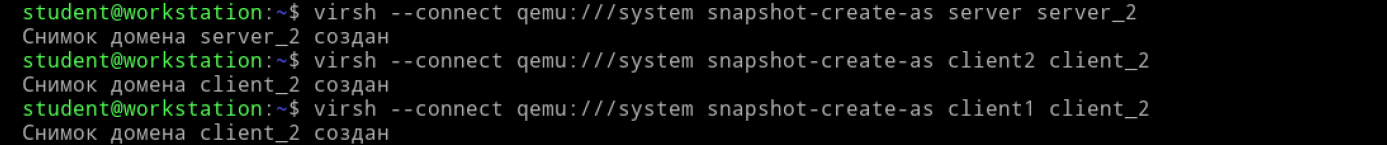 student@workstation:~$ virsh --connect qemu:///system snapshot-create-as server server_2
Снимок домена server_2 создан
student@workstation:~$ virsh --connect qemu:///system snapshot-create-as client2 client_2
Снимок домена client_2 создан
student@workstation:~$ virsh --connect qemu:///system snapshot-create-as client1 client_2
Снимок домена client_2 создан